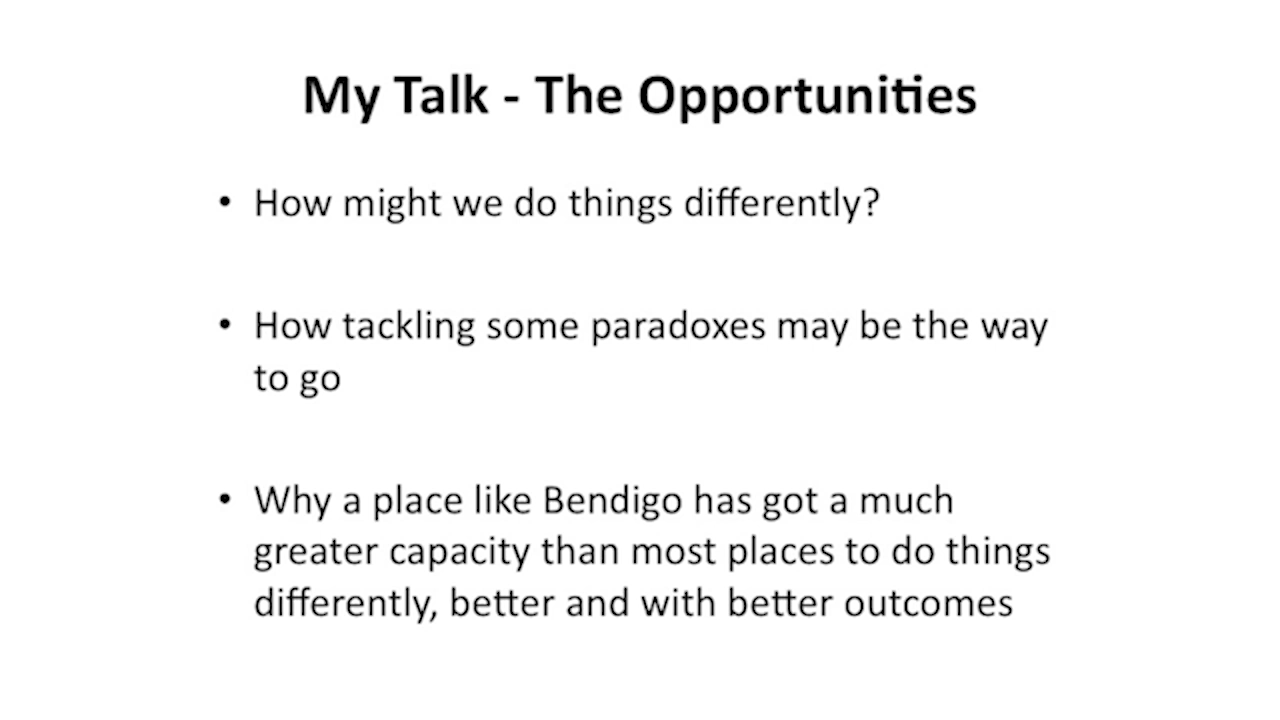 My Talk - The Opportunities
• How might we do things differently?
• How tackling some paradoxes may be the way
to go
• Why a place like Bendigo has got a much
greater capacity than most places to do things
differently, better and with better outcomes